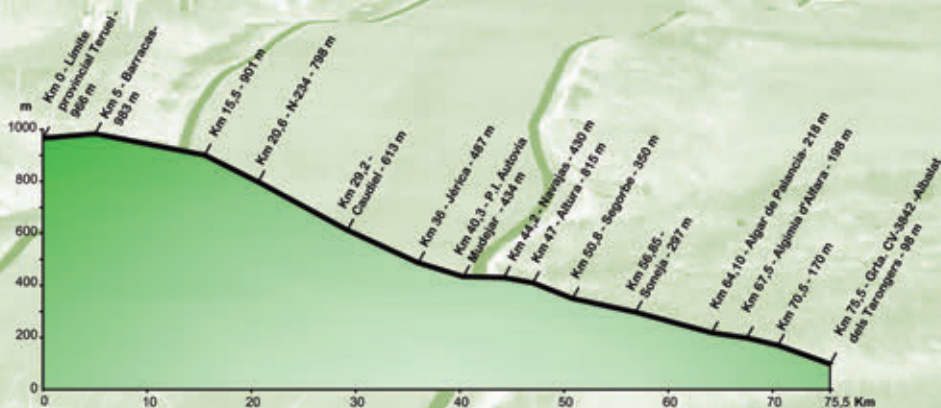 Km 0 - Límite
provincial Teruel -
966 m
Km 5 - Barracas-
983 m
Km 15,5 - 901 m
Km 20,6 - N-234 - 798 m
Km 29,2 -
Caudiel - 613 m
Km 36 - Jérica - 487 m
Km 40,3 - P.I. Autovía
Mudejar - 434 m
Km 44,2 - Navajas - 430 m
Km 47 - Altura - 815 m
Km 50,8 - Segorbe - 350 m
Km 56,85 -
Soneja - 297 m
Km 64,10 - Algar de Palancia- 218 m
Km 67,5 - Algimia d'Alfara - 198 m
Km 70,5 - 170 m
Km 75,5 - Grta. CV-3842 -Albalat
dels Tarongers - 98 m
m
1000
800
600
400
200
0
0 10 20 30 40 50 60 70 75,5 Km